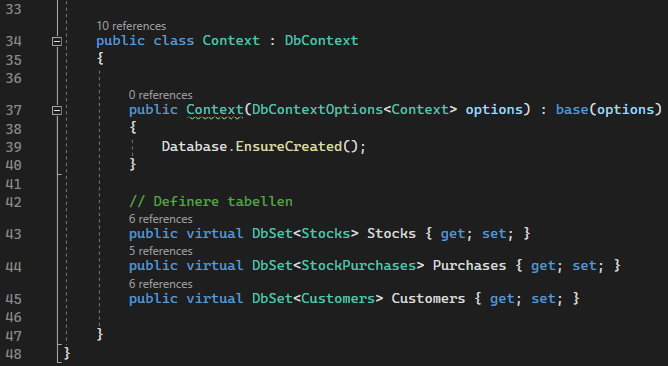 33
10 references
34 public class Context : DbContext
35 {
36
0 references
37 public Context(DbContextOptions<Context> options) : base(options)
38 {
39 Database.EnsureCreated();
40 }
41
42 // Definere tabellen
6 references
43 public virtual DbSet<Stocks> Stocks { get; set; }
5 references
44 public virtual DbSet<StockPurchases> Purchases { get; set; }
6 references
45 public virtual DbSet<Customers> Customers { get; set; }
46
47 }
48 }